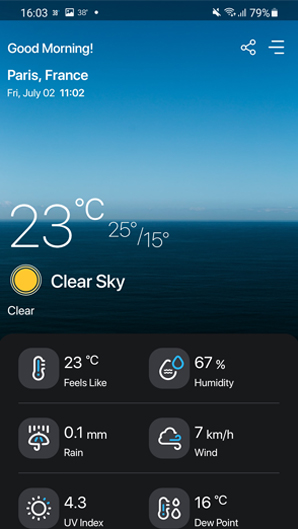 16:03 38° 79%
Good Morning!
Paris, France
Fri, July 02 11:02
23°C 25°/15°
Clear Sky
Clear
23 °C
Feels Like
67 %
Humidity
0.1 mm
Rain
7 km/h
Wind
4.3
UV Index
16 °C
Dew Point